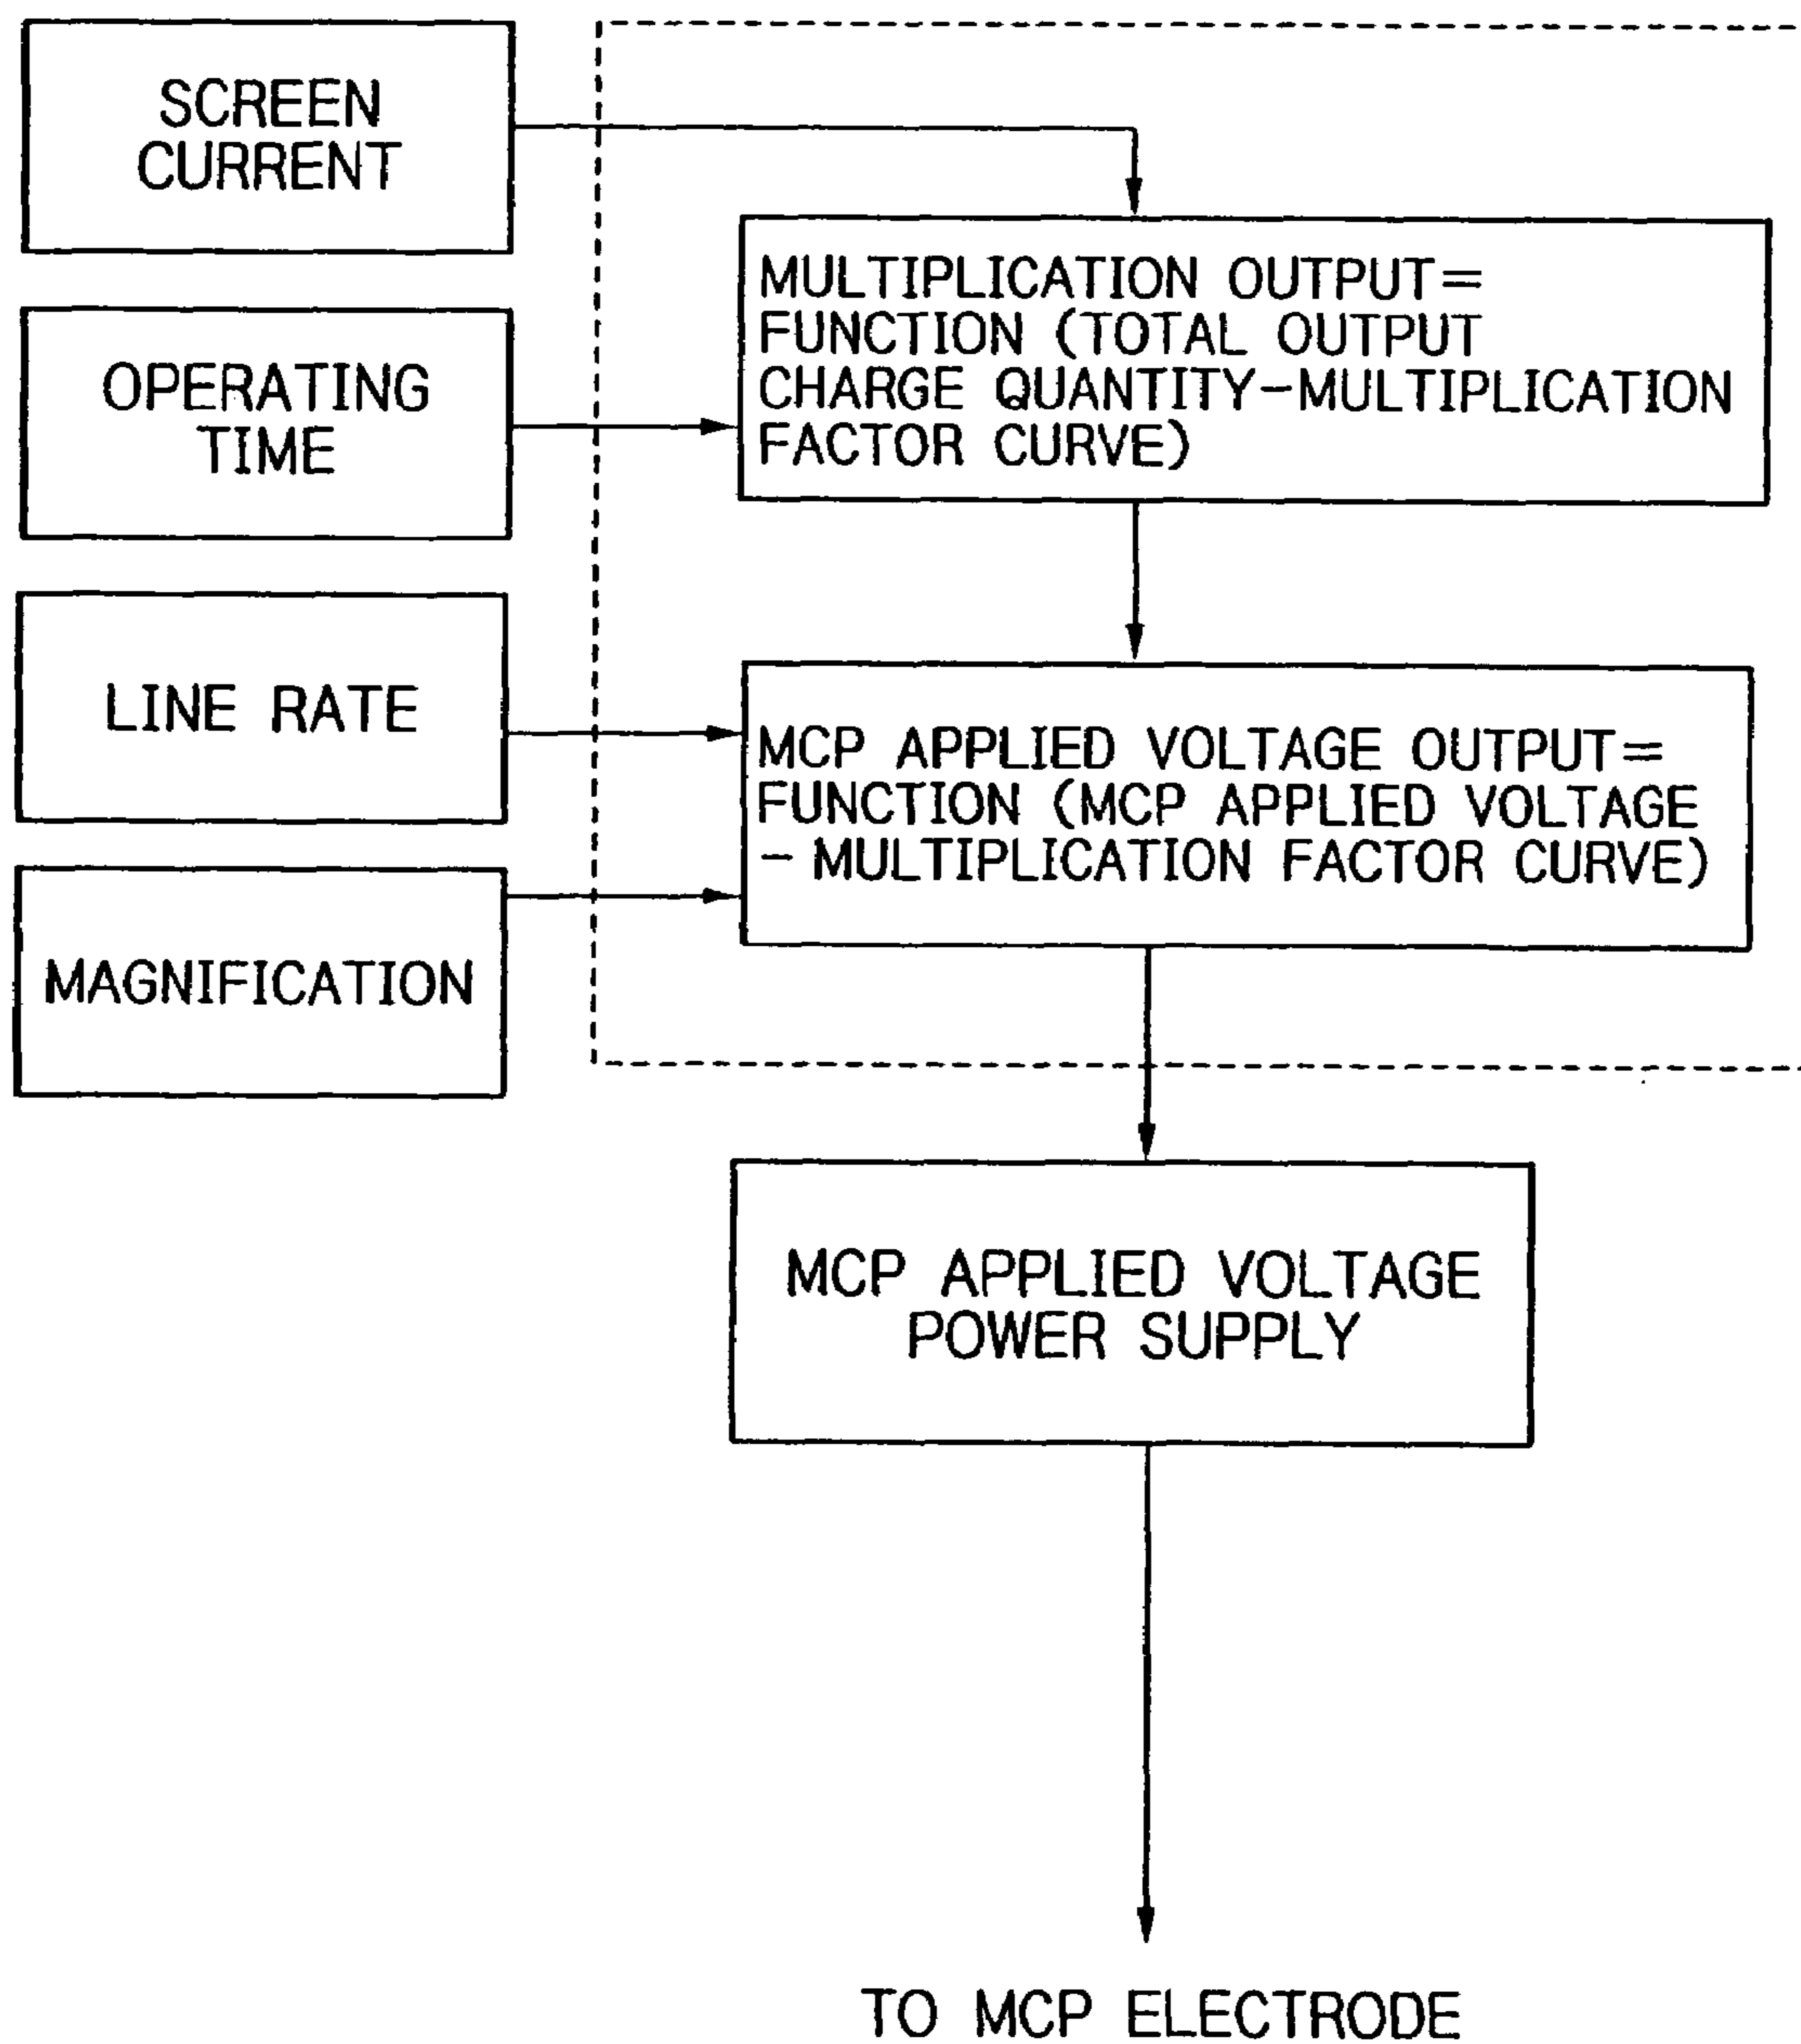 SCREEN
CURRENT
OPERATING
TIME
LINE RATE
MAGNIFICATION
MULTIPLICATION OUTPUT=
FUNCTION (TOTAL OUTPUT
CHARGE QUANTITY-MULTIPLICATION
FACTOR CURVE)
MCP APPLIED VOLTAGE OUTPUT=
FUNCTION (MCP APPLIED VOLTAGE
- MULTIPLICATION FACTOR CURVE)
MCP APPLIED VOLTAGE
POWER SUPPLY
TO MCP ELECTRODE